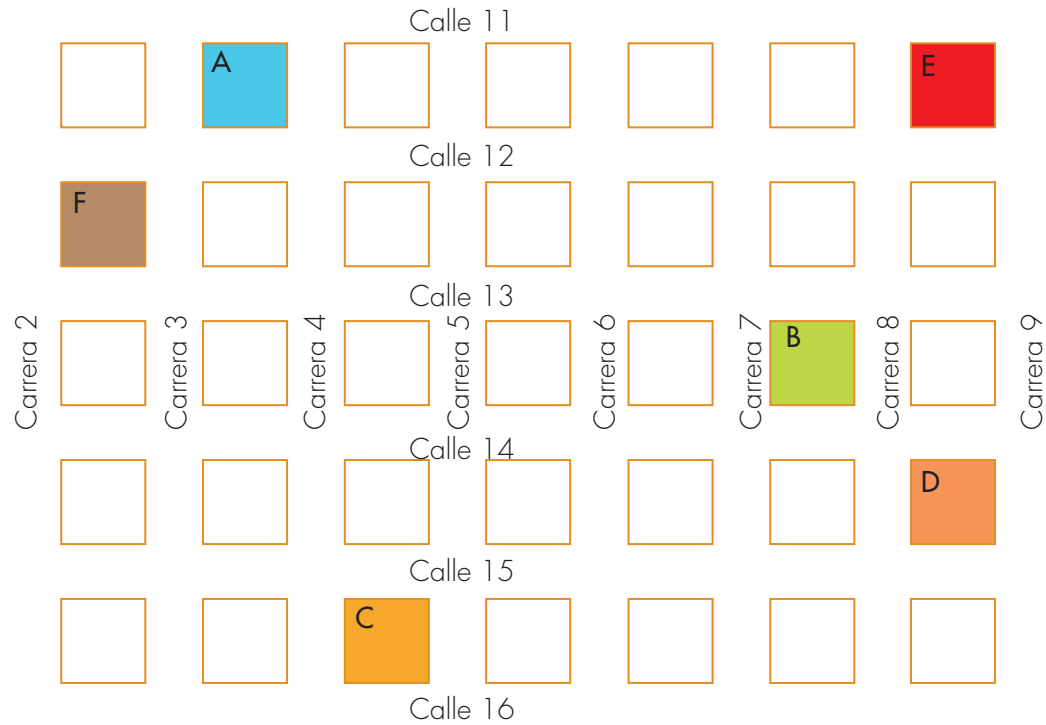 Calle 11
A
E
Calle 12
F
Calle 13
Carrera 2
Carrera 3
Carrera 4
Carrera 5
Carrera 6
Carrera 7
B
Carrera 8
Carrera 9
Calle 14
D
Calle 15
C
Calle 16